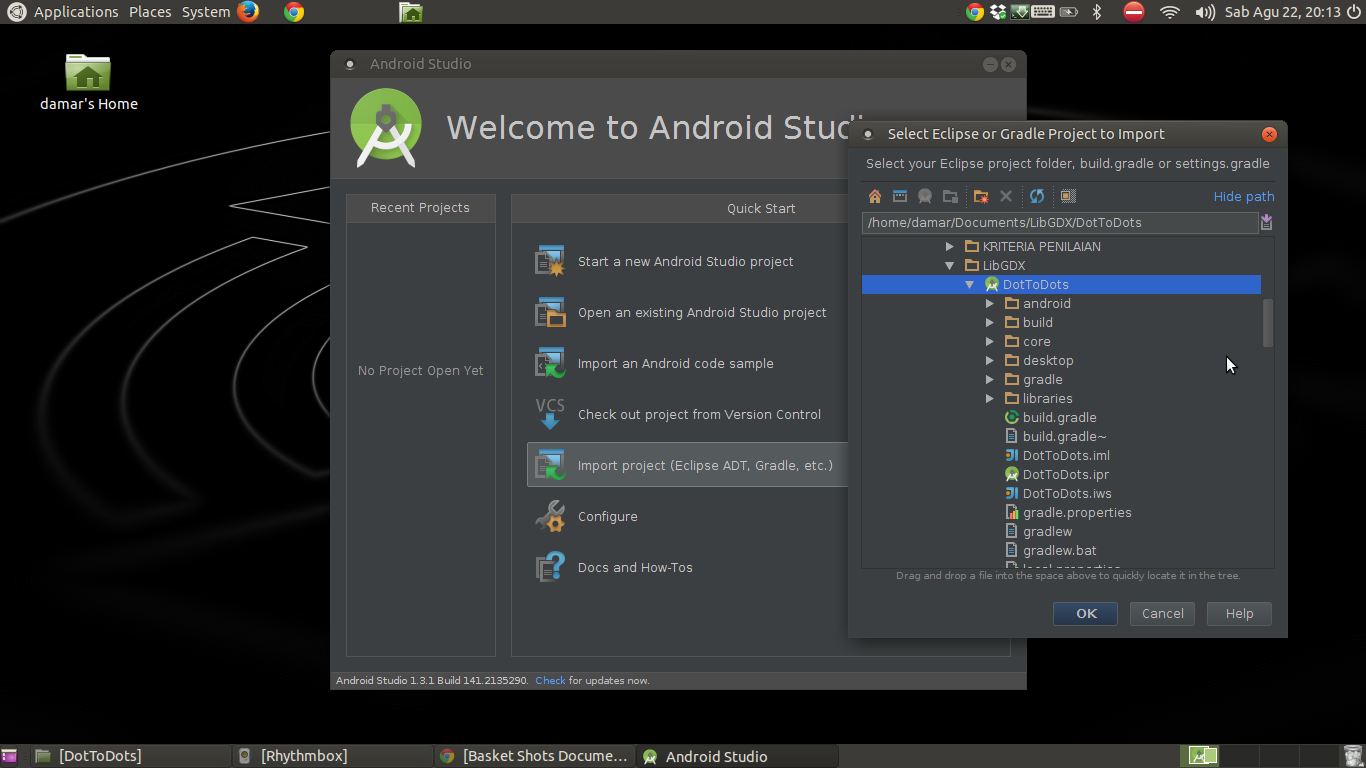 Applications Places System
Sab Agu 22, 20:13
damar's Home
Android Studio
Welcome to Android Studi
Recent Projects
No Project Open Yet
Quick Start
Start a new Android Studio project
Open an existing Android Studio project
Import an Android code sample
VCS
Check out project from Version Control
Import project (Eclipse ADT, Gradle, etc.)
Configure
Docs and How-Tos
Android Studio 1.3.1 Build 141.2135290. Check for updates now.
Select Eclipse or Gradle Project to Import
Select your Eclipse project folder, build.gradle or settings.gradle
Hide path
/home/damar/Documents/LibGDX/DotToDots
KRITERIA PENILAIAN
LibGDX
DotToDots
android
build
core
desktop
gradle
libraries
build.gradle
build.gradle~
DotToDots.iml
DotToDots.ipr
DotToDots.iws
gradle.properties
gradlew
gradlew.bat
local.properties
Drag and drop a file into the space above to quickly locate it in the tree.
OK Cancel Help
[DotToDots] [Rhythmbox] [Basket Shots Docume... Android Studio